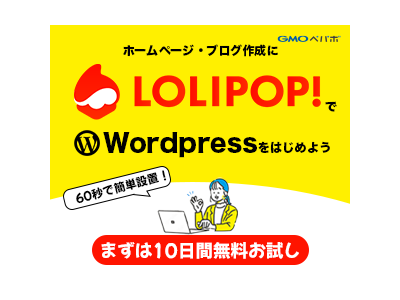 GMOペパボ
ホームページ・ブログ作成に
LOLIPOP!で
Wordpressをはじめよう
60秒で簡単設置！
まずは10日間無料お試し